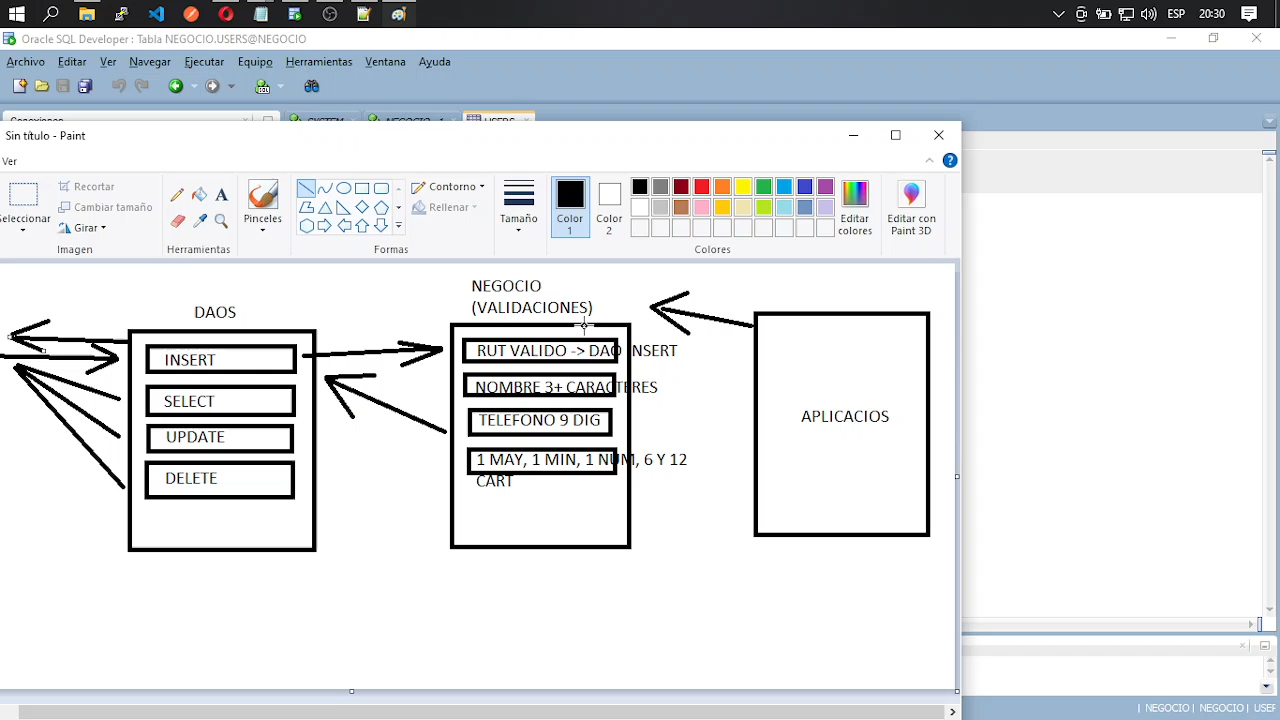 ESP
20:30
Oracle SQL Developer : Tabla NEGOCIO.USERS@NEGOCIO
Archivo Editar Ver Navegar Ejecutar Equipo Herramientas Ventana Ayuda
Sin título - Paint
Ver
Seleccionar
Recortar
Cambiar tamaño
Girar
Imagen
Herramientas
Pinceles
Contorno
Rellenar
Formas
Tamaño
Color
1
Color
2
Editar
colores
Editar con
Paint 3D
Colores
DAOS
INSERT
SELECT
UPDATE
DELETE
NEGOCIO
(VALIDACIONES)
RUT VALIDO -> DAO INSERT
NOMBRE 3+ CARACTERES
TELEFONO 9 DIG
1 MAY, 1 MIN, 1 NUM, 6 Y 12
CART
APLICACIOS
| NEGOCIO | NEGOCIO | USER